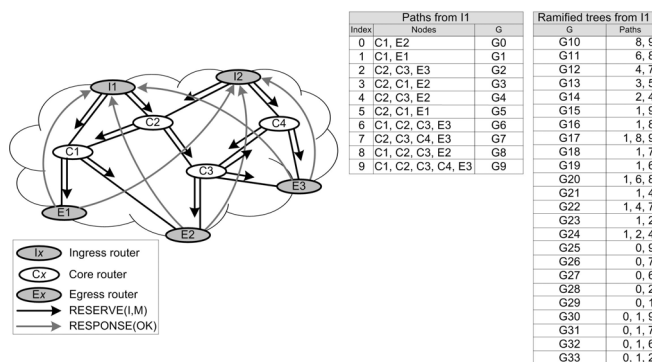 I1
I2
C2
C4
C1
C3
E1
E2
E3
Ix Ingress router
Cx Core router
Ex Egress router
RESERVE(I,M)
RESPONSE(OK)
Paths from I1
Index Nodes G
0 C1, E2 G0
1 C1, E1 G1
2 C2, C3, E3 G2
3 C2, C1, E2 G3
4 C2, C3, E2 G4
5 C2, C1, E1 G5
6 C1, C2, C3, E3 G6
7 C2, C3, C4, E3 G7
8 C1, C2, C3, E2 G8
9 C1, C2, C3, C4, E3 G9
Ramified trees from I1
G Paths
G10 8, 9
G11 6, 8
G12 4, 7
G13 3, 5
G14 2, 4
G15 1, 9
G16 1, 8
G17 1, 8, 9
G18 1, 7
G19 1, 6
G20 1, 6, 8
G21 1, 4
G22 1, 4, 7
G23 1, 2
G24 1, 2, 4
G25 0, 9
G26 0, 7
G27 0, 6
G28 0, 2
G29 0, 1
G30 0, 1, 9
G31 0, 1, 7
G32 0, 1, 6
G33 0, 1, 2